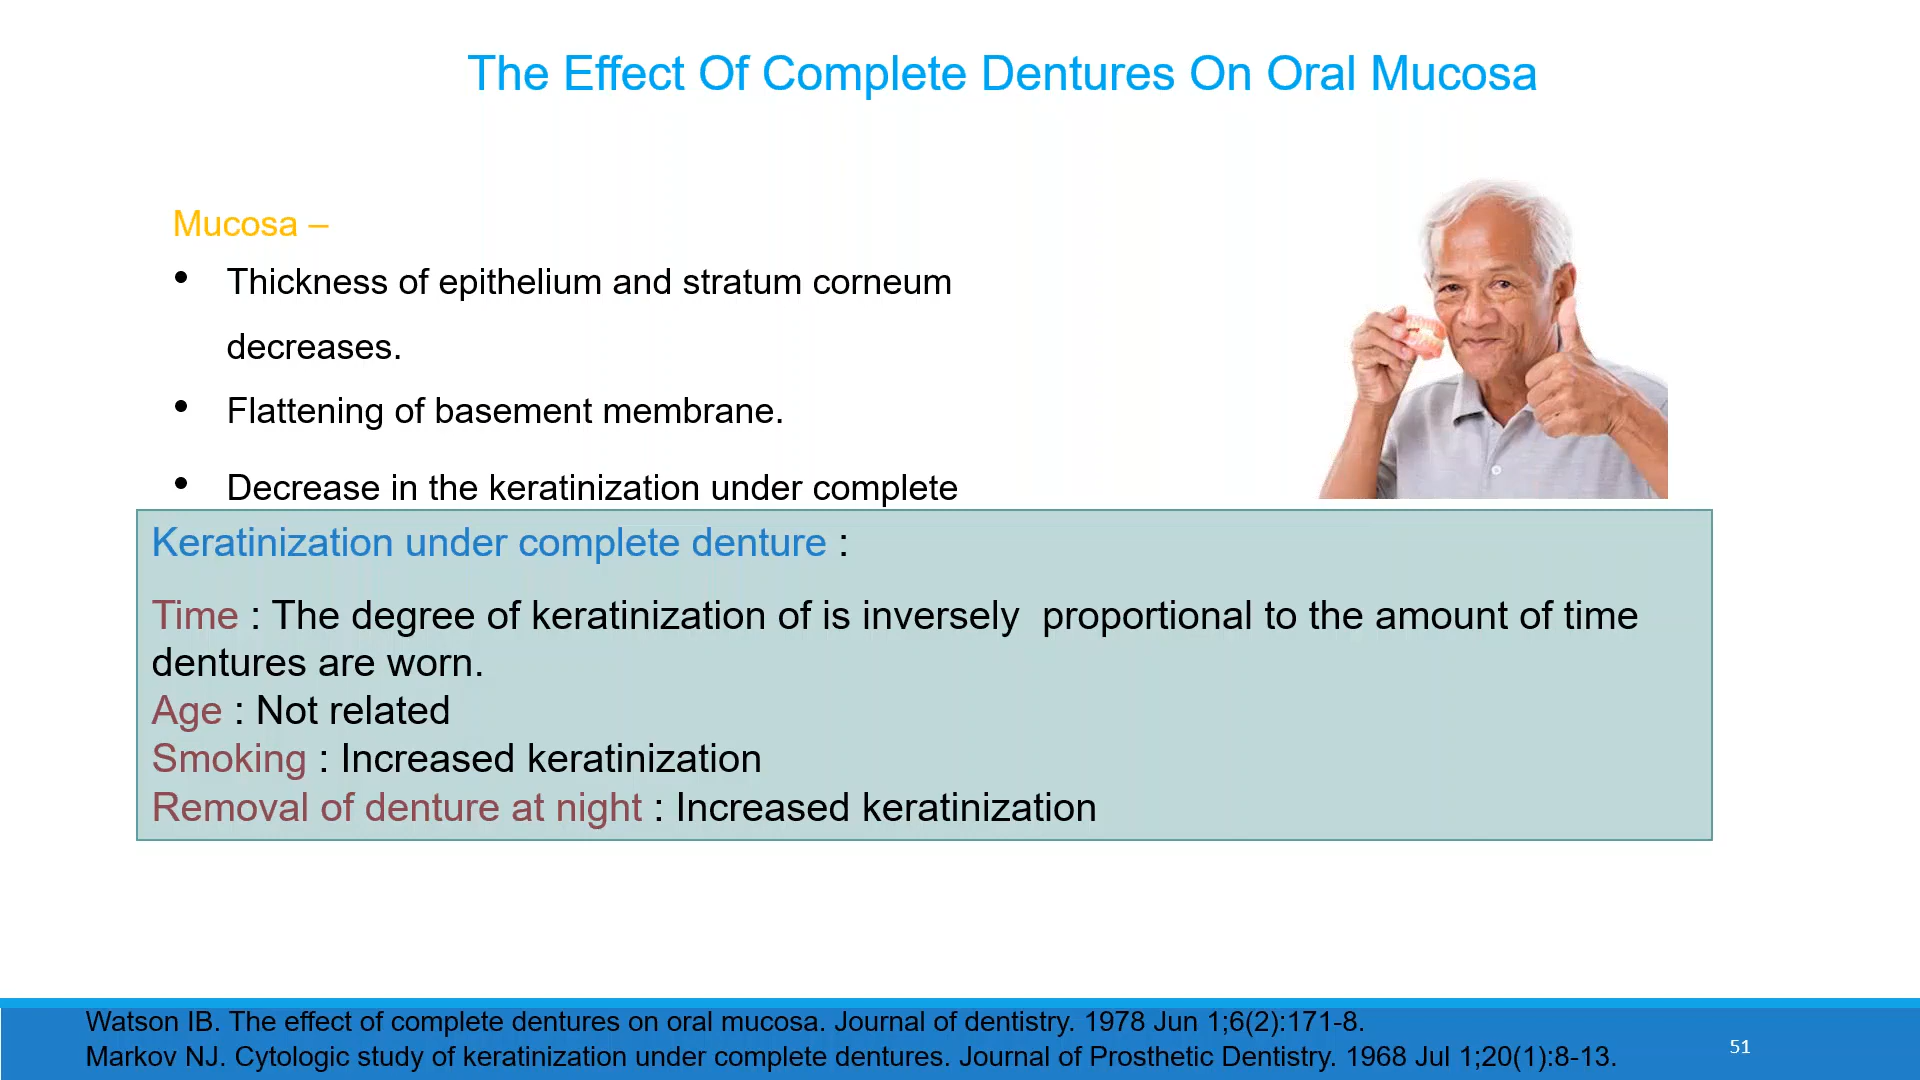 The Effect Of Complete Dentures On Oral Mucosa
Mucosa –
• Thickness of epithelium and stratum corneum
decreases.
• Flattening of basement membrane.
• Decrease in the keratinization under complete
Keratinization under complete denture :
Time : The degree of keratinization of is inversely  proportional to the amount of time
dentures are worn.
Age : Not related
Smoking : Increased keratinization
Removal of denture at night : Increased keratinization
Watson IB. The effect of complete dentures on oral mucosa. Journal of dentistry. 1978 Jun 1;6(2):171-8.
Markov NJ. Cytologic study of keratinization under complete dentures. Journal of Prosthetic Dentistry. 1968 Jul 1;20(1):8-13.
51